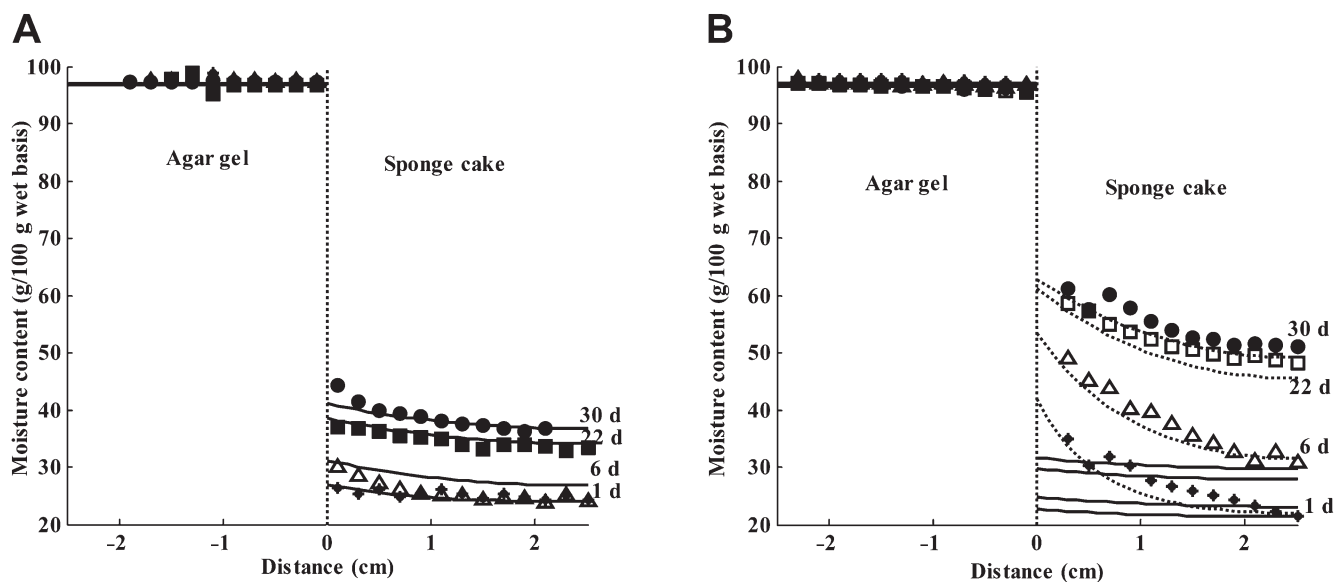 A
Moisture content (g/100 g wet basis)
100
90
80
70
60
50
40
30
20
Agar gel
Sponge cake
30 d
22 d
6 d
1 d
-2
-1
0
1
2
Distance (cm)
B
Moisture content (g/100 g wet basis)
100
90
80
70
60
50
40
30
20
Agar gel
Sponge cake
30 d
22 d
6 d
1 d
-2
-1
0
1
2
Distance (cm)